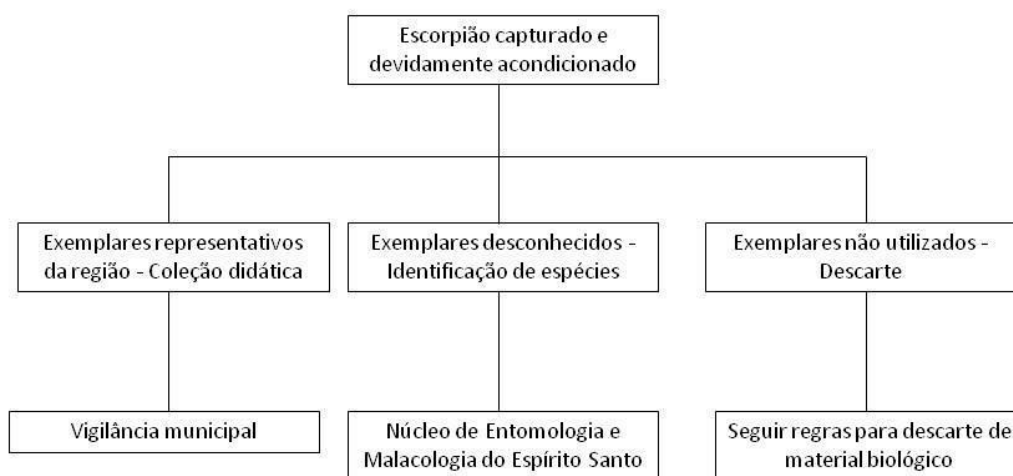 Escorpião capturado e
devidamente acondicionado
Exemplares representativos
da região - Coleção didática
Exemplares desconhecidos -
Identificação de espécies
Exemplares não utilizados -
Descarte
Vigilância municipal
Núcleo de Entomologia e
Malacologia do Espírito Santo
Seguir regras para descarte de
material biológico